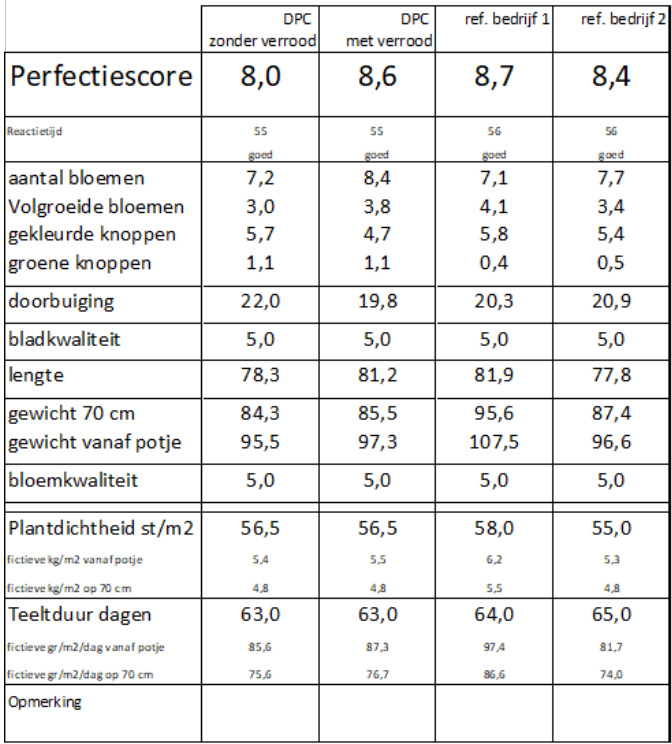 DPC DPC ref. bedrijf 1 ref. bedrijf 2
zonder verrood met verrood
Perfectiescore 8,0 8,6 8,7 8,4
Reactietijd 55 55 56 56
goed goed goed goed
aantal bloemen 7,2 8,4 7,1 7,7
Volgroeide bloemen 3,0 3,8 4,1 3,4
gekleurde knoppen 5,7 4,7 5,8 5,4
groene knoppen 1,1 1,1 0,4 0,5
doorbuiging 22,0 19,8 20,3 20,9
bladkwaliteit 5,0 5,0 5,0 5,0
lengte 78,3 81,2 81,9 77,8
gewicht 70 cm 84,3 85,5 95,6 87,4
gewicht vanaf potje 95,5 97,3 107,5 96,6
bloemkwaliteit 5,0 5,0 5,0 5,0
Plantdichtheid st/m2 56,5 56,5 58,0 55,0
fictieve kg/m2 vanaf potje 5,4 5,5 6,2 5,3
fictieve kg/m2 op 70 cm 4,8 4,8 5,5 4,8
Teeltduur dagen 63,0 63,0 64,0 65,0
fictieve gr/m2/dag vanaf potje 85,6 87,3 97,4 81,7
fictieve gr/m2/dag op 70 cm 75,6 76,7 86,6 74,0
Opmerking